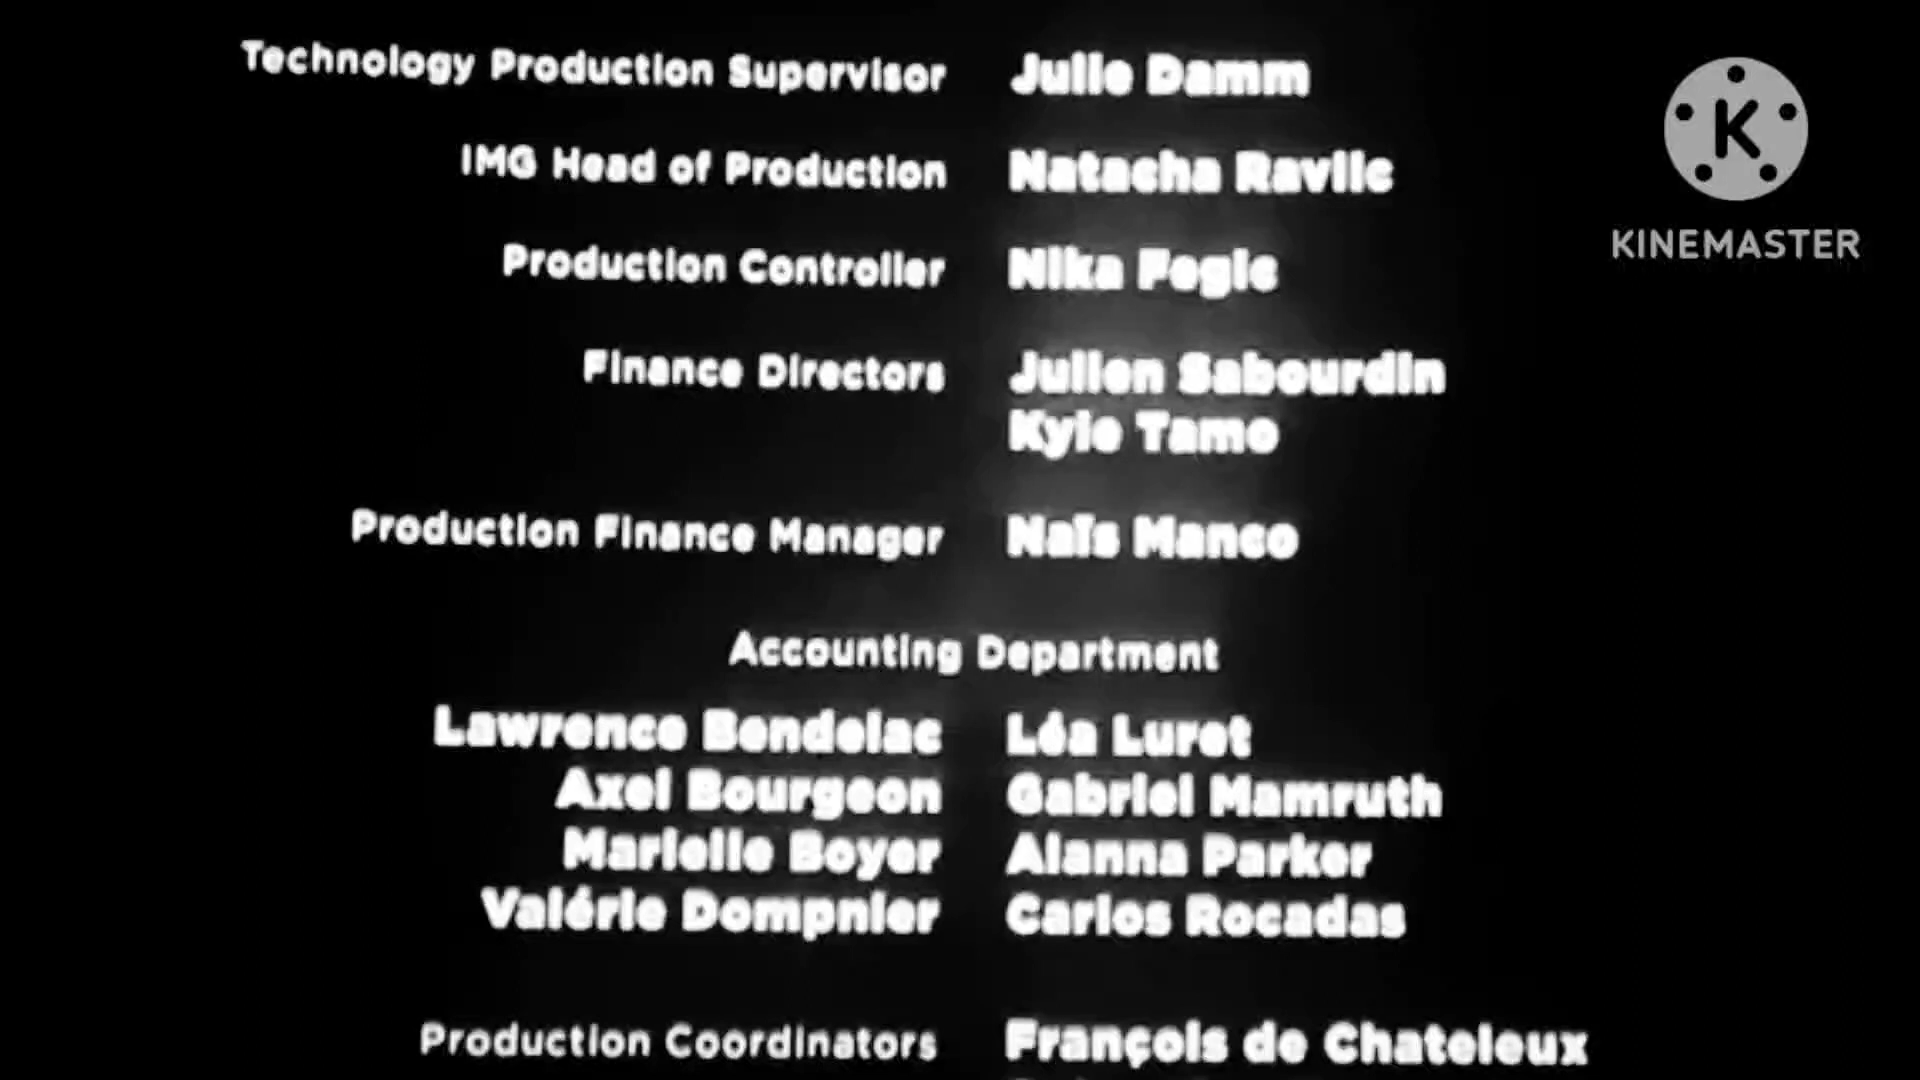 Technology Production Supervisor Julie Damm
IMG Head of Production Natacha Ravlic
Production Controller Nika Fegic
Finance Directors Julien Sabourdin
Kyle Tamo
Production Finance Manager Naïs Manco
Accounting Department
Lawrence Bendelac Léa Luret
Axel Bourgeon Gabriel Mamruth
Marielle Boyer Alanna Parker
Valérie Dompnier Carlos Rocadas
Production Coordinators François de Chateleux
K
KINEMASTER